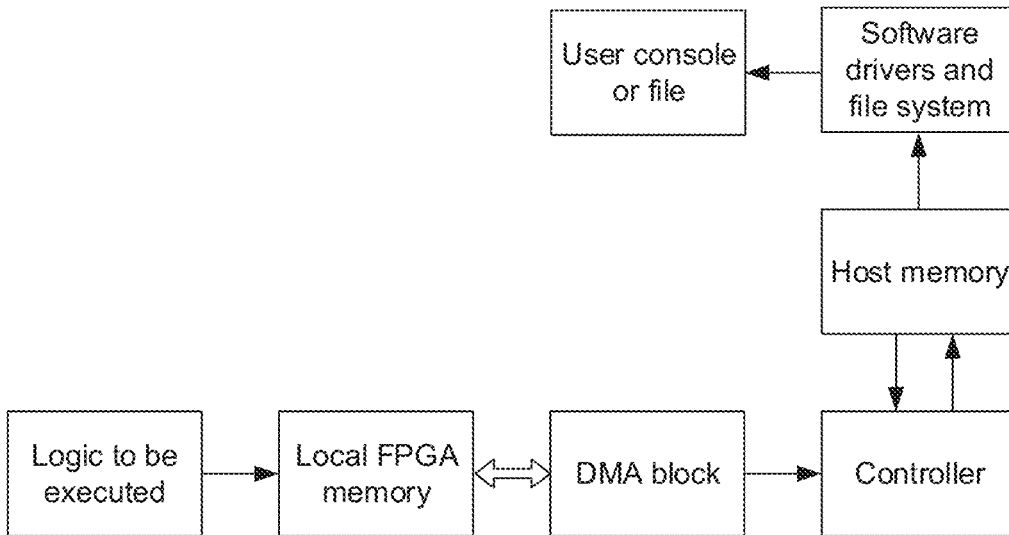 User console
or file
Software
drivers and
file system
Host memory
Logic to be
executed
Local FPGA
memory
DMA block
Controller